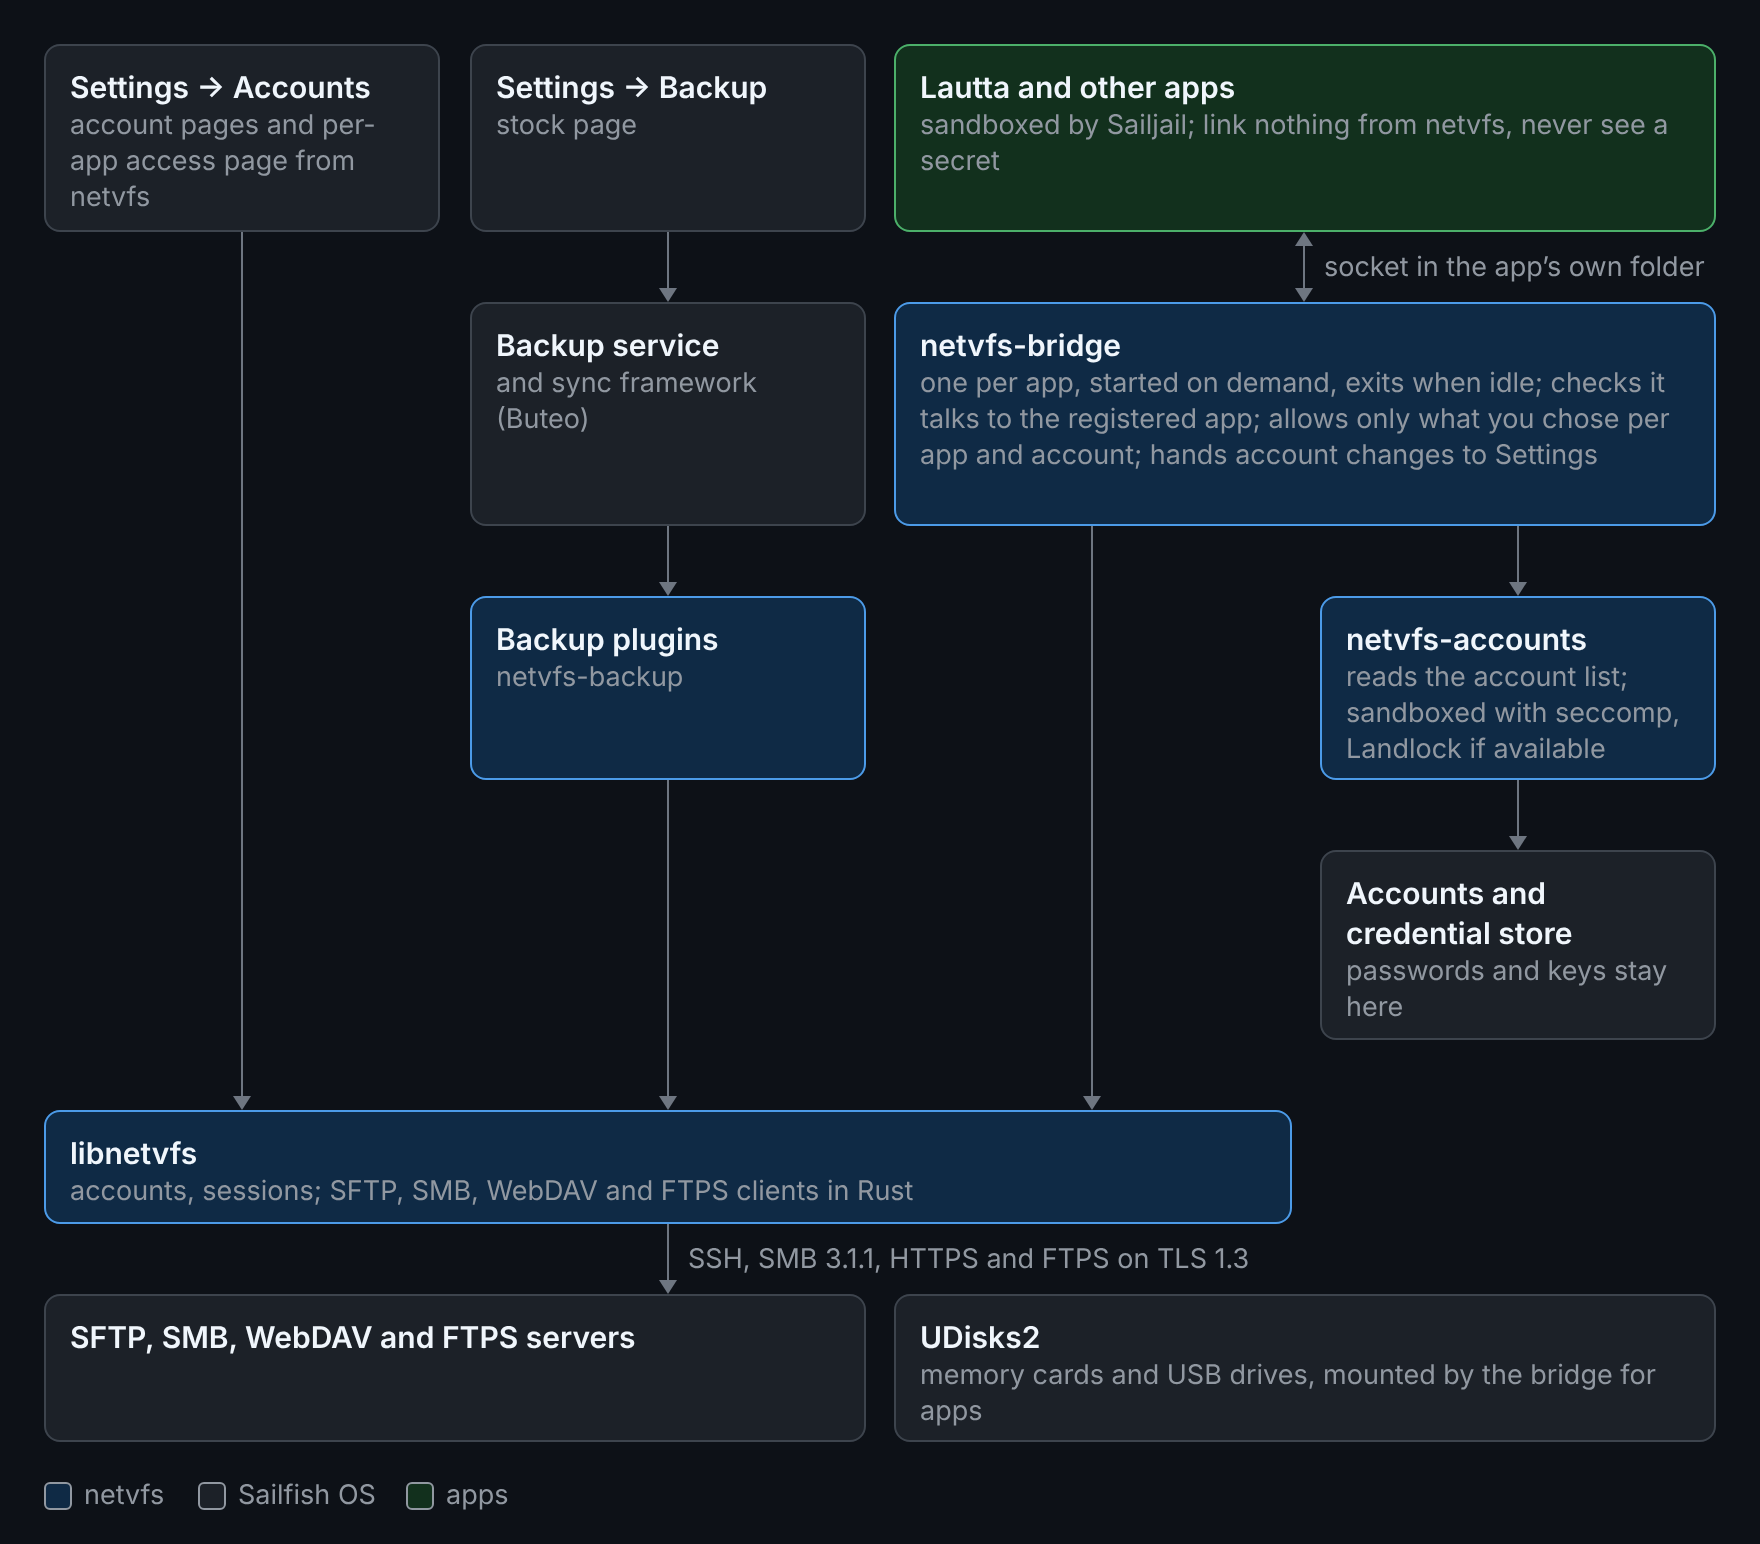 Settings → Accounts
account pages and per-
app access page from
netvfs
Settings → Backup
stock page
Lautta and other apps
sandboxed by Sailjail; link nothing from netvfs, never see a
secret
socket in the app’s own folder
Backup service
and sync framework
(Buteo)
netvfs-bridge
one per app, started on demand, exits when idle; checks it
talks to the registered app; allows only what you chose per
app and account; hands account changes to Settings
Backup plugins
netvfs-backup
netvfs-accounts
reads the account list;
sandboxed with seccomp,
Landlock if available
Accounts and
credential store
passwords and keys stay
here
libnetvfs
accounts, sessions; SFTP, SMB, WebDAV and FTPS clients in Rust
SSH, SMB 3.1.1, HTTPS and FTPS on TLS 1.3
SFTP, SMB, WebDAV and FTPS servers
UDisks2
memory cards and USB drives, mounted by the bridge for
apps
netvfs
Sailfish OS
apps